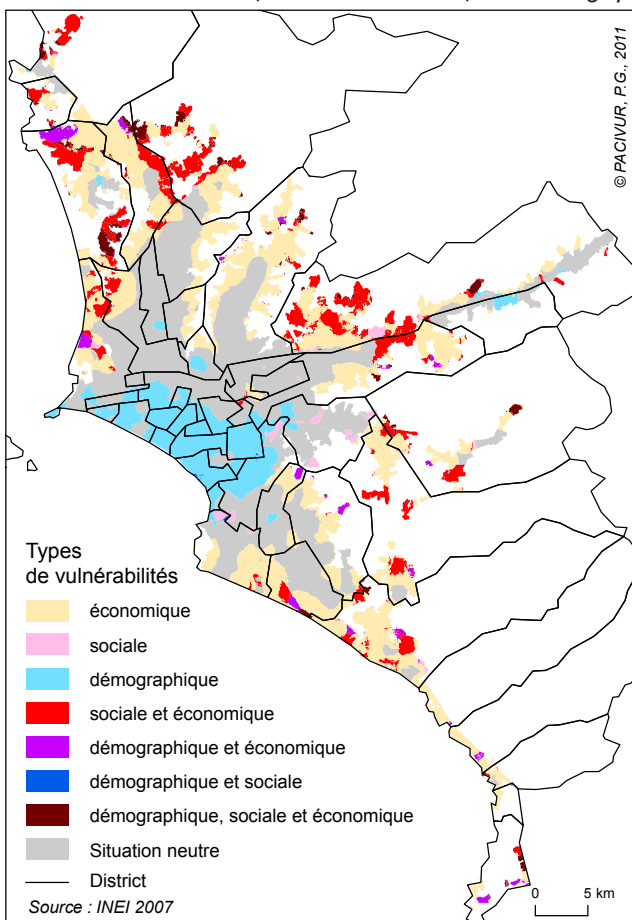 © PACIVUR, P.G., 2011
Types
de vulnérabilités
économique
sociale
démographique
sociale et économique
démographique et économique
démographique et sociale
démographique, sociale et économique
Situation neutre
District
Source : INEI 2007
0 5 km